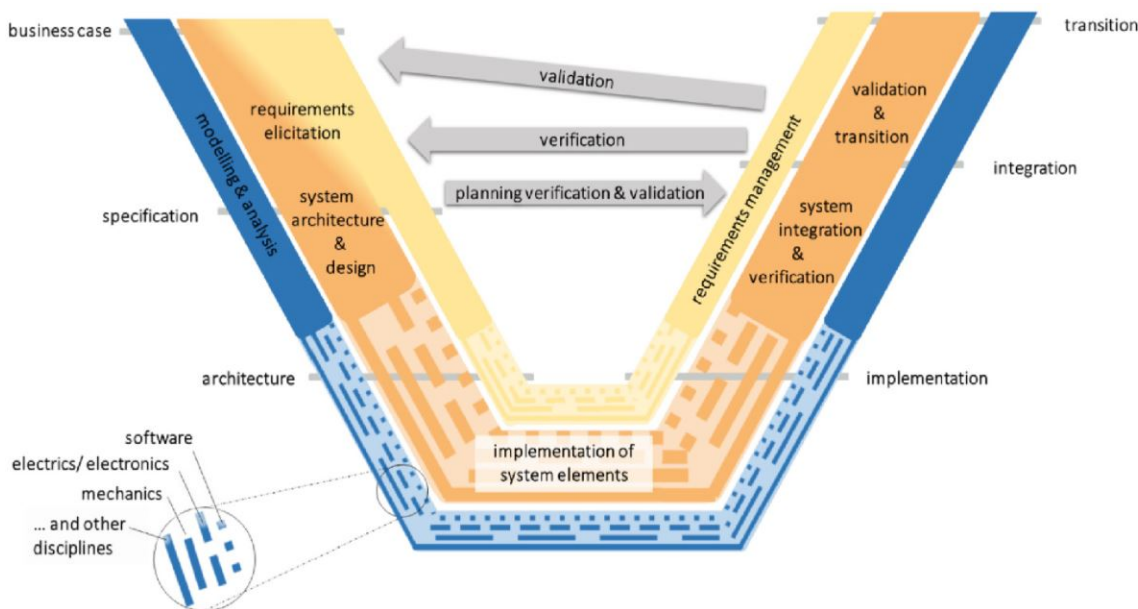 business case
transition
validation
requirements
elicitation
validation
&
transition
verification
modelling & analysis
requirements management
integration
planning verification & validation
specification
system
architecture
&
design
system
integration
&
verification
architecture
implementation
software
electrics/ electronics
mechanics
... and other
disciplines
implementation of
system elements